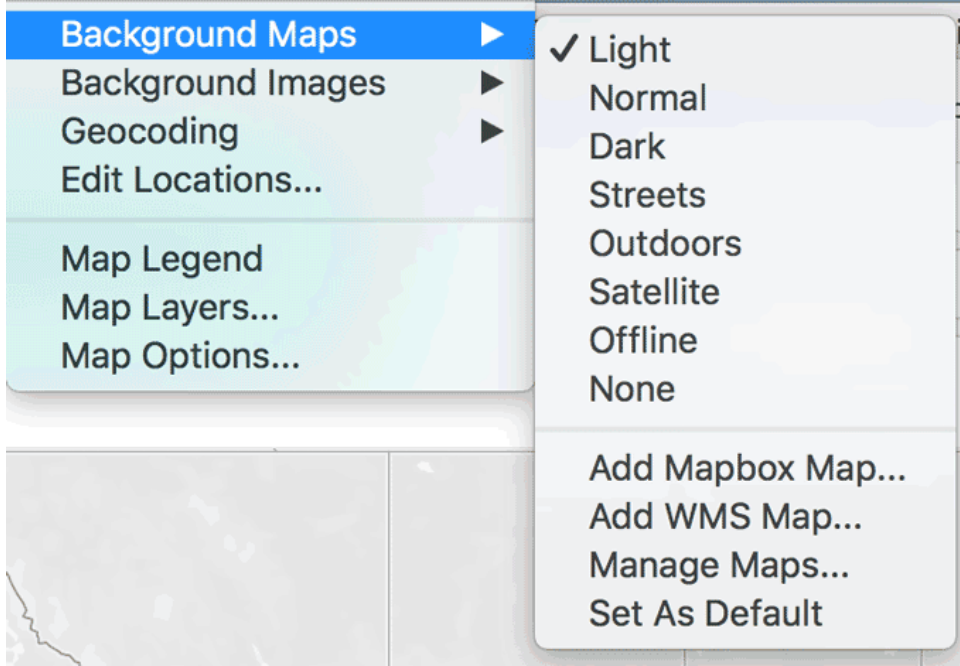 Background Maps
Background Images
Geocoding
Edit Locations...
Map Legend
Map Layers...
Map Options...
Light
Normal
Dark
Streets
Outdoors
Satellite
Offline
None
Add Mapbox Map...
Add WMS Map...
Manage Maps...
Set As Default